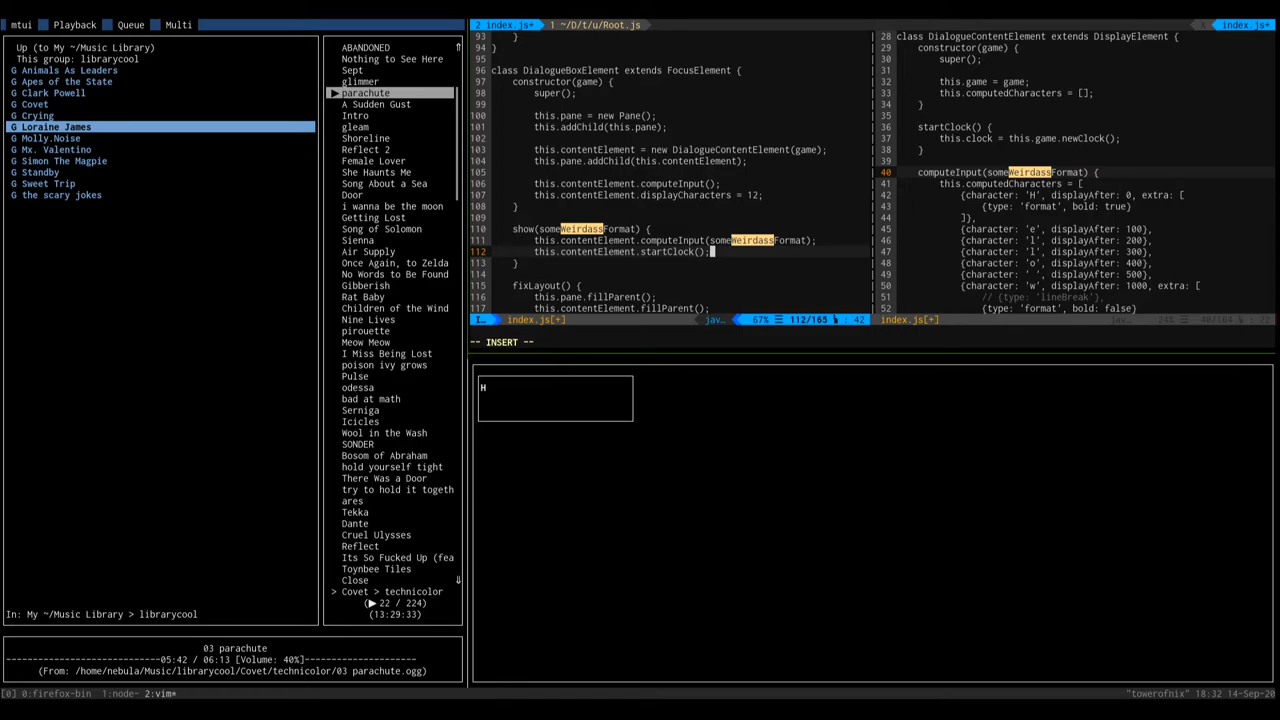 mtui Playback Queue Multi
Up (to My ~/Music Library)
This group: librarycool
G Animals As Leaders
G Apes of the State
G Clark Powell
G Covet
G Crying
G Loraine James
G Molly.Noise
G Mx. Valentino
G Simon The Magpie
G Standby
G Sweet Trip
G the scary jokes
In: My ~/Music Library > librarycool
ABANDONED
Nothing to See Here
Sept
glimmer
parachute
A Sudden Gust
Intro
gleam
Shoreline
Reflect 2
Female Lover
She Haunts Me
Song About a Sea
Door
i wanna be the moon
Getting Lost
Song of Solomon
Sienna
Air Supply
Once Again, to Zelda
No Words to Be Found
Gibberish
Rat Baby
Children of the Wind
Nine Lives
pirouette
Meow Meow
I Miss Being Lost
poison ivy grows
Pulse
odessa
bad at math
Serniga
Icicles
Wool in the Wash
SONDER
Bosom of Abraham
hold yourself tight
There Was a Door
try to hold it togeth
ares
Tekka
Dante
Cruel Ulysses
Reflect
Its So Fucked Up (fea
Toynbee Tiles
Close
> Covet > technicolor
(▶ 22 / 224)
(13:29:33)
03 parachute
05:42 / 06:13 [Volume: 40%]
(From: /home/nebula/Music/librarycool/Covet/technicolor/03 parachute.ogg)
2 index.js+ 1 ~/D/t/u/Root.js
93 }
94 }
95
96 class DialogueBoxElement extends FocusElement {
97 constructor(game) {
98 super();
99
100 this.pane = new Pane();
101 this.addChild(this.pane);
102
103 this.contentElement = new DialogueContentElement(game);
104 this.pane.addChild(this.contentElement);
105
106 this.contentElement.computeInput();
107 this.contentElement.displayCharacters = 12;
108 }
109
110 show(someWeirdassFormat) {
111 this.contentElement.computeInput(someWeirdassFormat);
112 this.contentElement.startClock();
113 }
114
115 fixLayout() {
116 this.pane.fillParent();
117 this.contentElement.fillParent();
I… index.js[+] jav… 67% ☰ 112/165 : 42
-- INSERT --
index.js+
28 class DialogueContentElement extends DisplayElement {
29 constructor(game) {
30 super();
31
32 this.game = game;
33 this.computedCharacters = [];
34 }
35
36 startClock() {
37 this.clock = this.game.newClock();
38 }
39
40 computeInput(someWeirdassFormat) {
41 this.computedCharacters = [
42 {character: 'H', displayAfter: 0, extra: [
43 {type: 'format', bold: true}
44 ]},
45 {character: 'e', displayAfter: 100},
46 {character: 'l', displayAfter: 200},
47 {character: 'l', displayAfter: 300},
48 {character: 'o', displayAfter: 400},
49 {character: ' ', displayAfter: 500},
50 {character: 'w', displayAfter: 1000, extra: [
51 // {type: 'lineBreak'},
52 {type: 'format', bold: false}
index.js[+] jav… 24% ☰ 40/164 : 22
H
[0] 0:firefox-bin 1:node- 2:vim* "towerofnix" 18:32 14-Sep-20